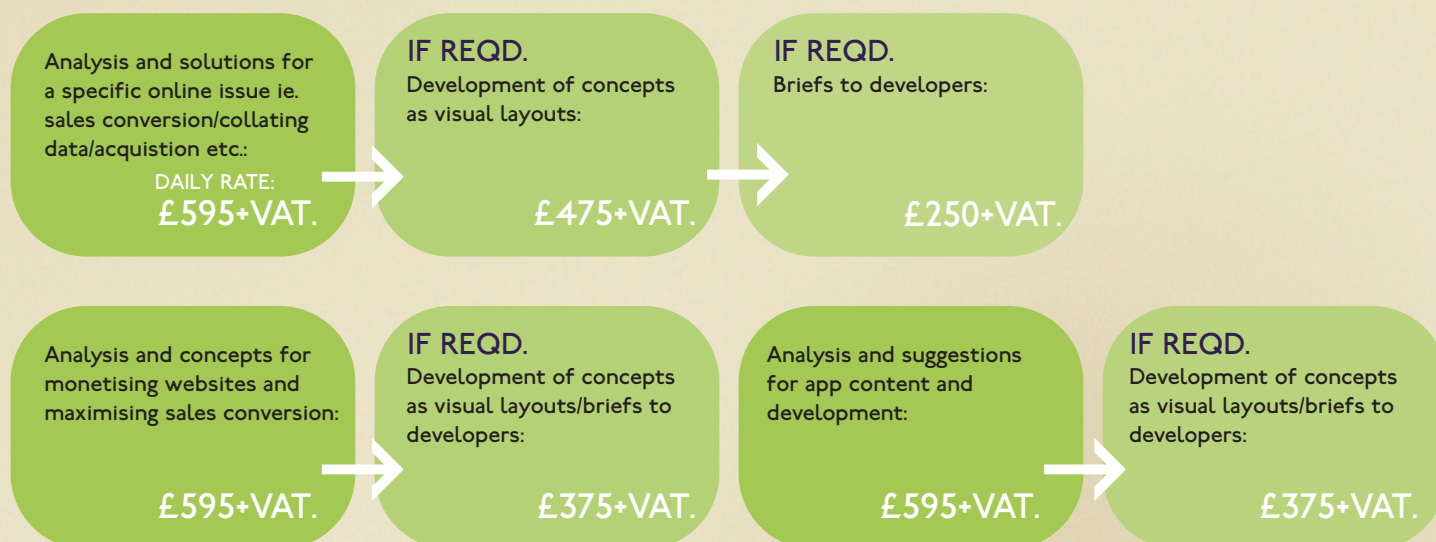 Analysis and solutions for
a specific online issue ie.
sales conversion/collating
data/acquistion etc.:
DAILY RATE:
£595+VAT.
IF REQD.
Development of concepts
as visual layouts:
£475+VAT.
IF REQD.
Briefs to developers:
£250+VAT.
Analysis and concepts for
monetising websites and
maximising sales conversion:
£595+VAT.
IF REQD.
Development of concepts
as visual layouts/briefs to
developers:
£375+VAT.
Analysis and suggestions
for app content and
development:
£595+VAT.
IF REQD.
Development of concepts
as visual layouts/briefs to
developers:
£375+VAT.